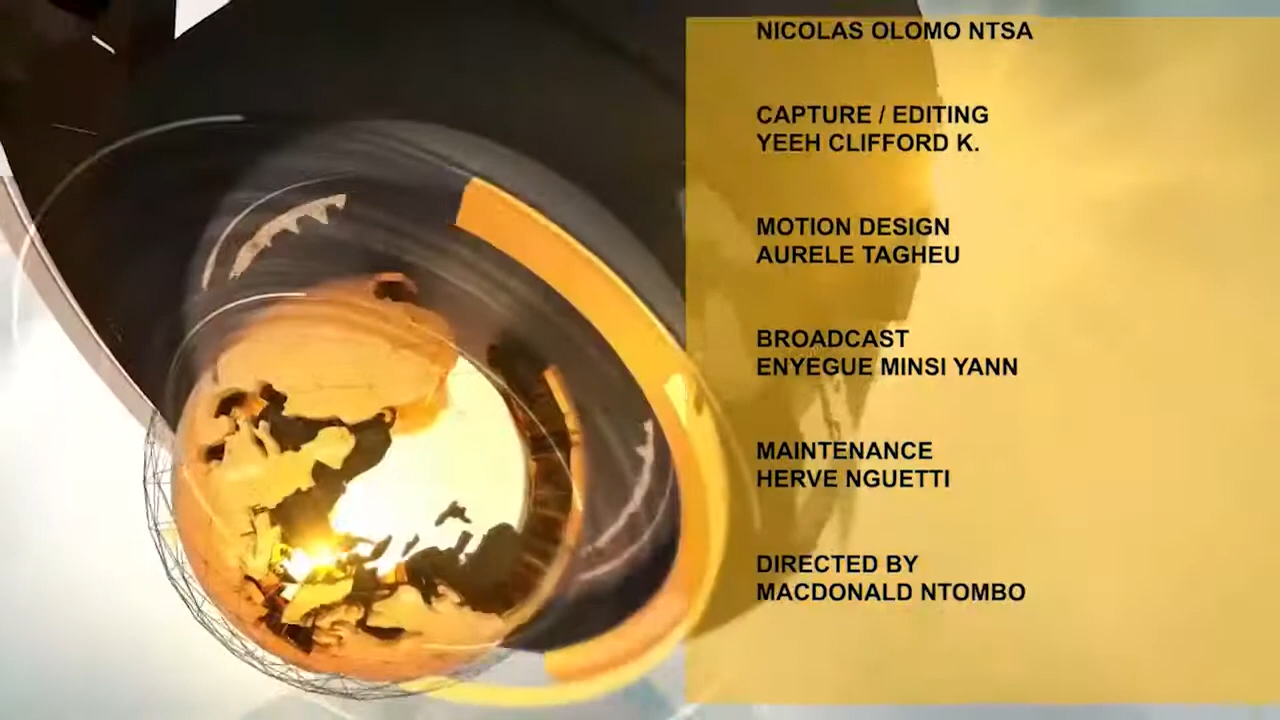 NICOLAS OLOMO NTSA
CAPTURE / EDITING
YEEH CLIFFORD K.
MOTION DESIGN
AURELE TAGHEU
BROADCAST
ENYEGUE MINSI YANN
MAINTENANCE
HERVE NGUETTI
DIRECTED BY
MACDONALD NTOMBO